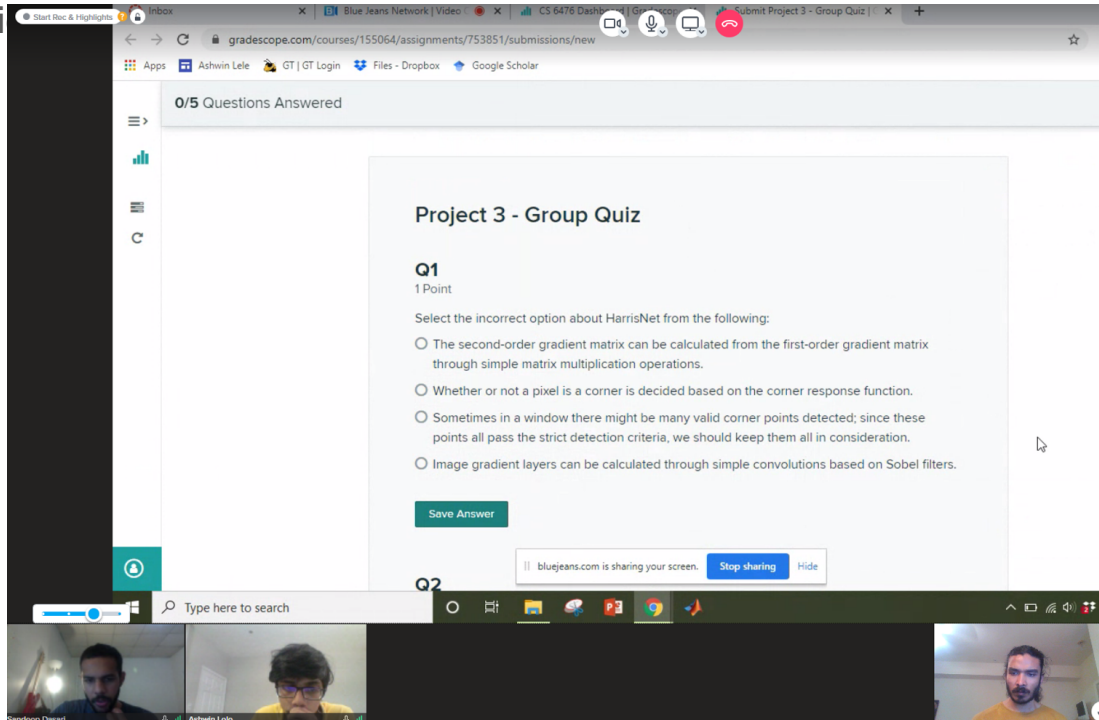 Start Rec & Highlights
Inbox
Blue Jeans Network | Video
CS 6476 Dashboard | Gradescop
Submit Project 3 - Group Quiz |
gradescope.com/courses/155064/assignments/753851/submissions/new
Apps Ashwin Lele GT | GT Login Files - Dropbox Google Scholar
0/5 Questions Answered
Project 3 - Group Quiz
Q1
1 Point
Select the incorrect option about HarrisNet from the following:
The second-order gradient matrix can be calculated from the first-order gradient matrix
through simple matrix multiplication operations.
Whether or not a pixel is a corner is decided based on the corner response function.
Sometimes in a window there might be many valid corner points detected; since these
points all pass the strict detection criteria, we should keep them all in consideration.
Image gradient layers can be calculated through simple convolutions based on Sobel filters.
Save Answer
bluejeans.com is sharing your screen. Stop sharing Hide
Q2
Type here to search